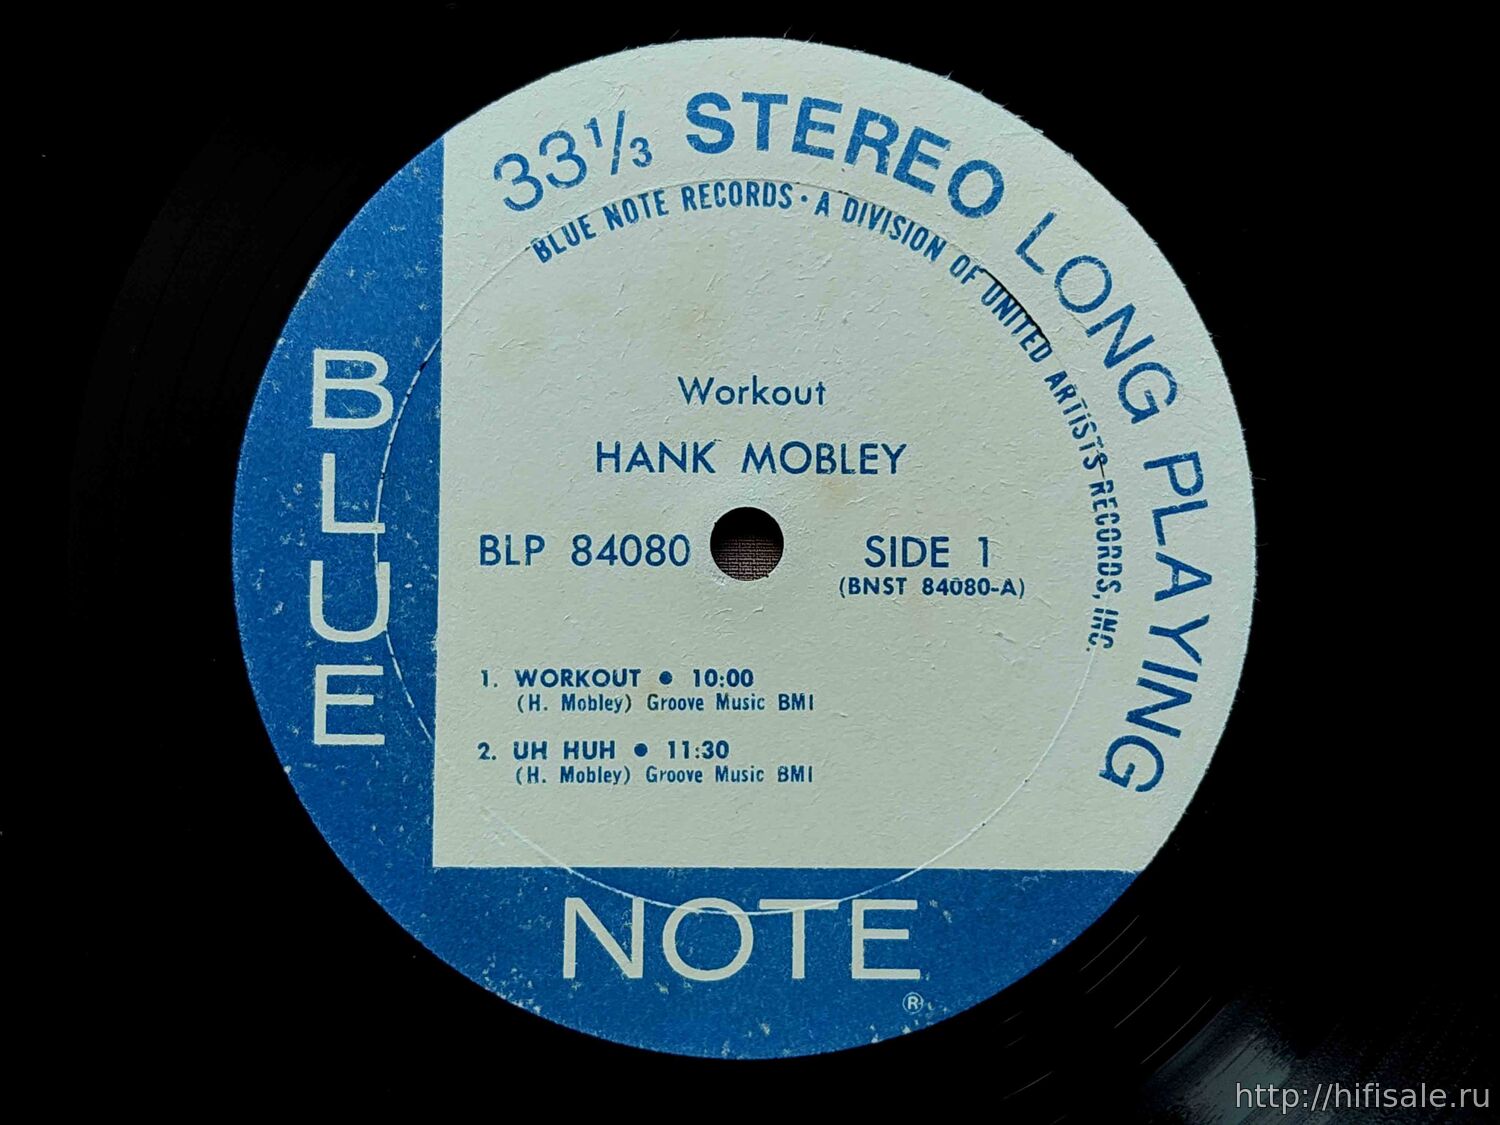 33⅓ STEREO LONG PLAYING
BLUE NOTE RECORDS • A DIVISION OF UNITED ARTISTS RECORDS, INC.
Workout
HANK MOBLEY
BLP 84080
SIDE 1
(BNST 84080-A)
1. WORKOUT • 10:00
(H. Mobley) Groove Music BMI
2. UH HUH • 11:30
(H. Mobley) Groove Music BMI
BLUE
NOTE
®
http://hifisale.ru